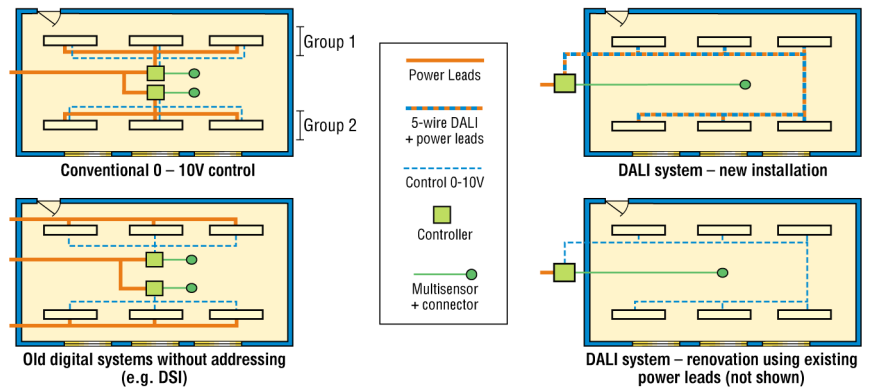 Group 1
Group 2
Conventional 0 – 10V control
Old digital systems without addressing
(e.g. DSI)
Power Leads
5-wire DALI
+ power leads
Control 0-10V
Controller
Multisensor
+ connector
DALI system – new installation
DALI system – renovation using existing
power leads (not shown)